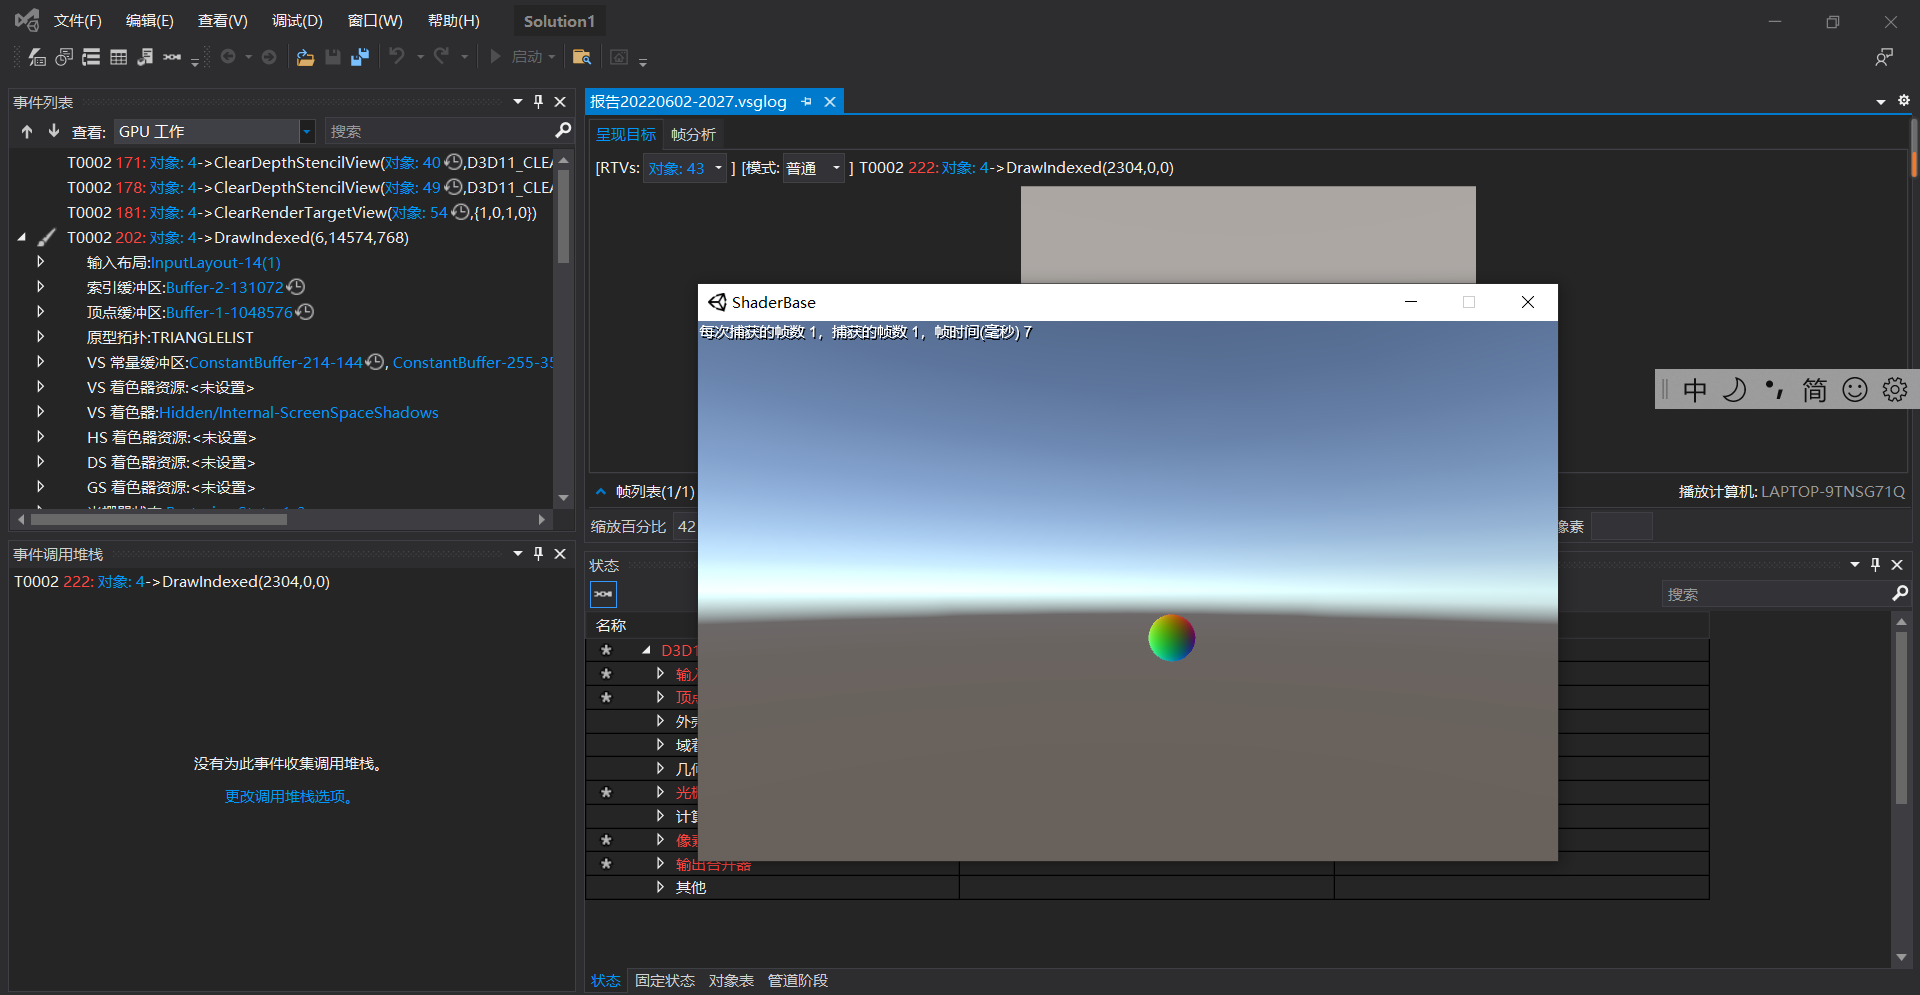 文件(F) 编辑(E) 查看(V) 调试(D) 窗口(W) 帮助(H) Solution1
启动
事件列表
查看: GPU 工作 搜索
T0002 171: 对象: 4->ClearDepthStencilView(对象: 40 ,D3D11_CLEA
T0002 178: 对象: 4->ClearDepthStencilView(对象: 49 ,D3D11_CLEA
T0002 181: 对象: 4->ClearRenderTargetView(对象: 54 ,{1,0,1,0})
T0002 202: 对象: 4->DrawIndexed(6,14574,768)
输入布局:InputLayout-14(1)
索引缓冲区:Buffer-2-131072
顶点缓冲区:Buffer-1-1048576
原型拓扑:TRIANGLELIST
VS 常量缓冲区:ConstantBuffer-214-144 , ConstantBuffer-255-35
VS 着色器资源:<未设置>
VS 着色器:Hidden/Internal-ScreenSpaceShadows
HS 着色器资源:<未设置>
DS 着色器资源:<未设置>
GS 着色器资源:<未设置>
事件调用堆栈
T0002 222: 对象: 4->DrawIndexed(2304,0,0)
没有为此事件收集调用堆栈。
更改调用堆栈选项。
报告20220602-2027.vsglog
呈现目标 帧分析
[RTVs: 对象: 43 ] [模式: 普通 ] T0002 222: 对象: 4->DrawIndexed(2304,0,0)
ShaderBase
每次捕获的帧数 1，捕获的帧数 1，帧时间(毫秒) 7
中 简
帧列表(1/1)
播放计算机: LAPTOP-9TNSG71Q
缩放百分比 42
像素
状态
搜索
名称
D3D1
输入
顶点
外壳
域着
几何
光栅
计算
像素
输出合并器
其他
状态 固定状态 对象表 管道阶段